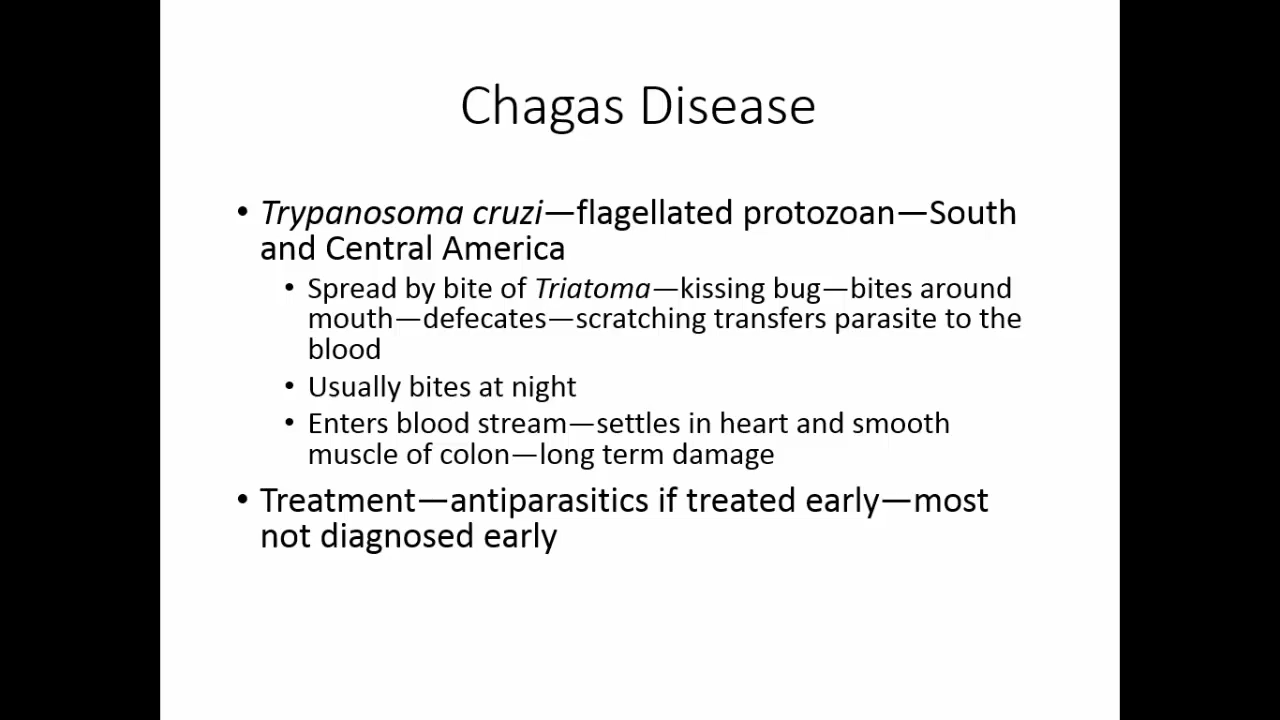 Chagas Disease
• Trypanosoma cruzi—flagellated protozoan—South
and Central America
• Spread by bite of Triatoma—kissing bug—bites around
mouth—defecates—scratching transfers parasite to the
blood
• Usually bites at night
• Enters blood stream—settles in heart and smooth
muscle of colon—long term damage
• Treatment—antiparasitics if treated early—most
not diagnosed early